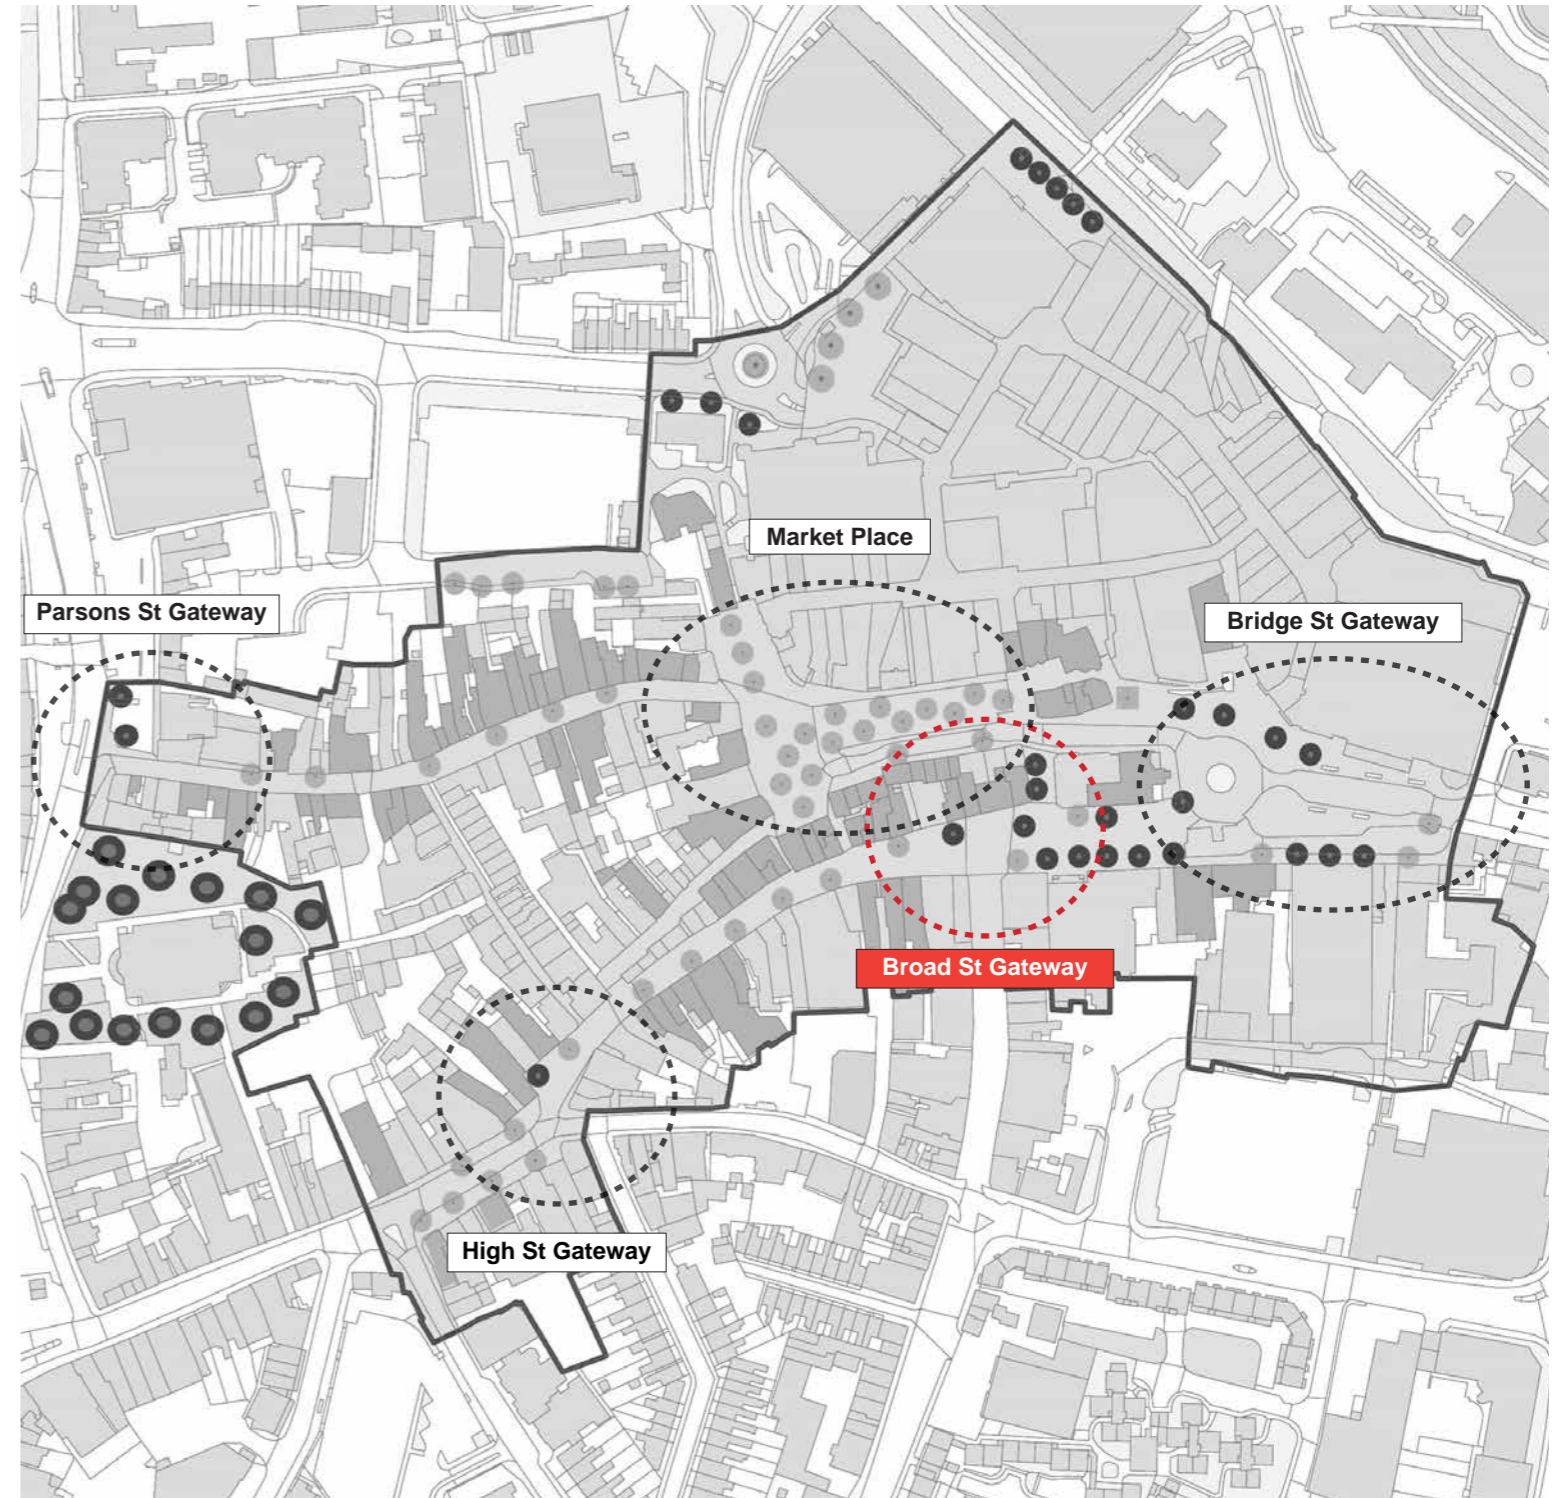 Market Place
Parsons St Gateway
Bridge St Gateway
Broad St Gateway
High St Gateway